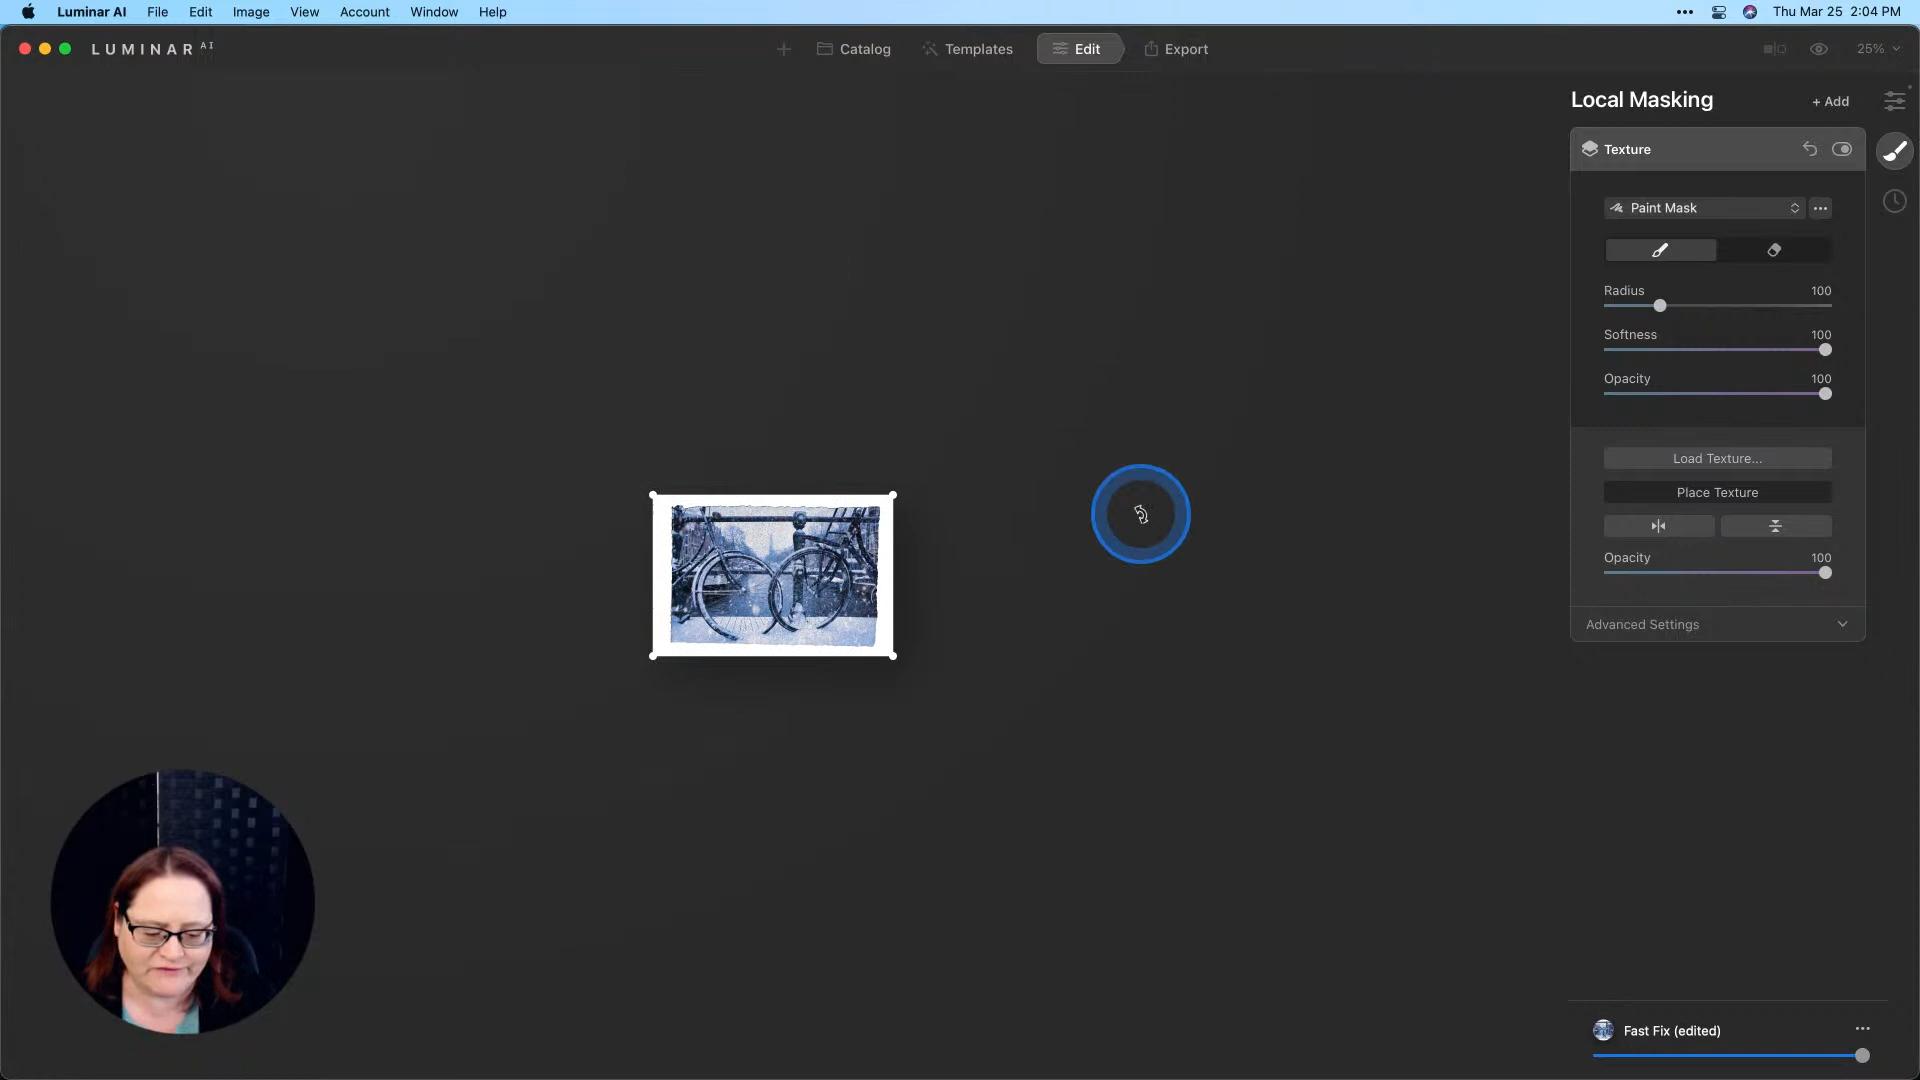 Luminar AI File Edit Image View Account Window Help
Thu Mar 25 2:04 PM
LUMINAR AI
Catalog
Templates
Edit
Export
25%
Local Masking
+ Add
Texture
Paint Mask
Radius 100
Softness 100
Opacity 100
Load Texture...
Place Texture
Opacity 100
Advanced Settings
Fast Fix (edited)